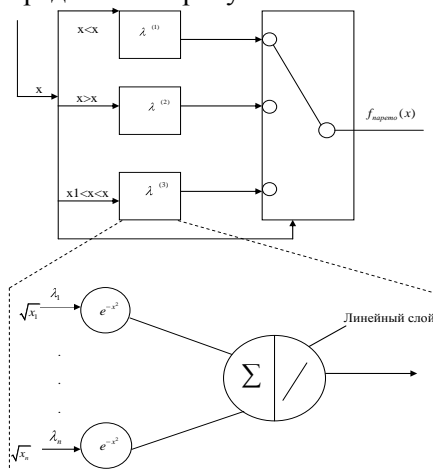 x<x
λ⁽¹⁾
x
x>x
λ⁽²⁾
fпарето(x)
x1<x<x
λ⁽³⁾
λ₁
√x₁
e^{-x²}
Линейный слой
.
.
.
Σ
λₙ
√xₙ
e^{-x²}